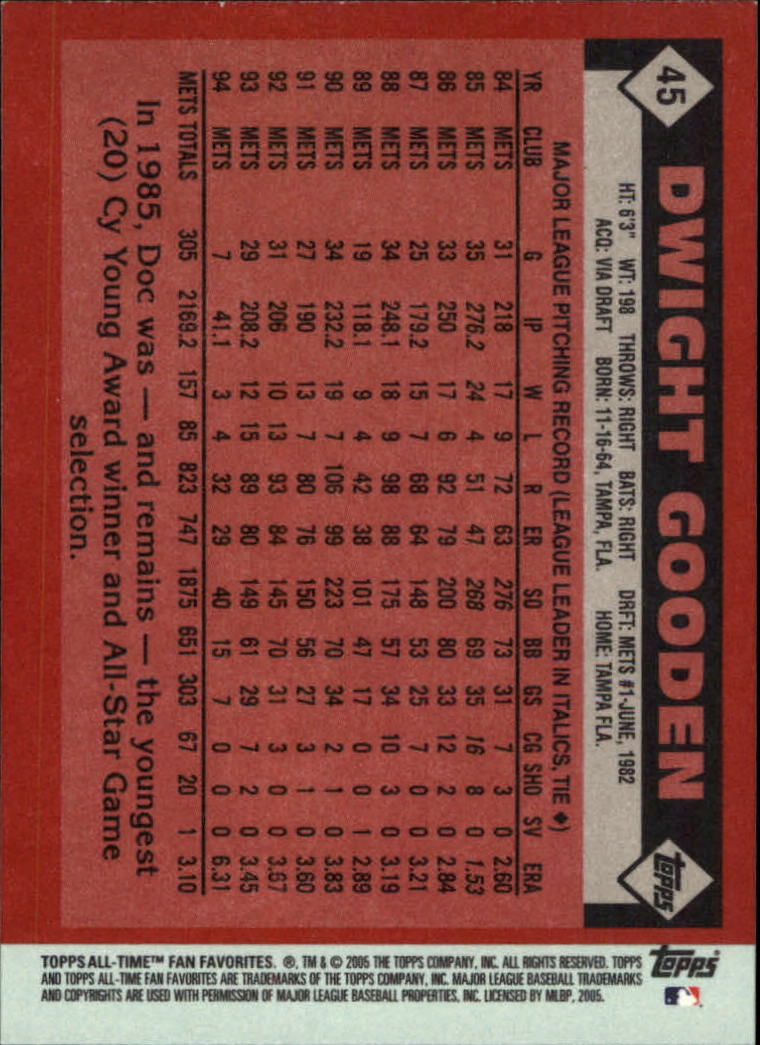 45 DWIGHT GOODEN topps
HT: 6'3" WT: 198 THROWS: RIGHT BATS: RIGHT DRFT: METS #1-JUNE, 1982
ACQ: VIA DRAFT BORN: 11-16-64, TAMPA, FLA. HOME: TAMPA FLA.
MAJOR LEAGUE PITCHING RECORD (LEAGUE LEADER IN ITALICS, TIE ♦)
YR CLUB G IP W L R ER SO BB GS CG SHO SV ERA
84 METS 31 218 17 9 72 63 276 73 31 7 3 0 2.60
85 METS 35 276.2 24 4 51 47 268 69 35 16 8 0 1.53
86 METS 33 250 17 6 92 79 200 80 33 12 2 0 2.84
87 METS 25 179.2 15 7 68 64 148 53 25 7 0 0 3.21
88 METS 34 248.1 18 9 98 88 175 57 34 10 3 0 3.19
89 METS 19 118.1 9 4 42 38 101 47 17 0 0 1 2.89
90 METS 34 232.2 19 7 106 99 223 70 34 2 1 0 3.83
91 METS 27 190 13 7 80 76 150 56 27 3 1 0 3.60
92 METS 31 206 10 13 93 84 145 70 31 3 0 0 3.67
93 METS 29 208.2 12 15 89 80 149 61 29 7 2 0 3.45
94 METS 7 41.1 3 4 32 29 40 15 7 0 0 0 6.31
METS TOTALS 305 2169.2 157 85 823 747 1875 651 303 67 20 1 3.10
In 1985, Doc was — and remains — the youngest
(20) Cy Young Award winner and All-Star Game
selection.
TOPPS ALL-TIME™ FAN FAVORITES. ®, TM & © 2005 THE TOPPS COMPANY, INC. ALL RIGHTS RESERVED. TOPPS
AND TOPPS ALL-TIME FAN FAVORITES ARE TRADEMARKS OF THE TOPPS COMPANY, INC. MAJOR LEAGUE BASEBALL TRADEMARKS
AND COPYRIGHTS ARE USED WITH PERMISSION OF MAJOR LEAGUE BASEBALL PROPERTIES, INC. LICENSED BY MLBP, 2005.
topps